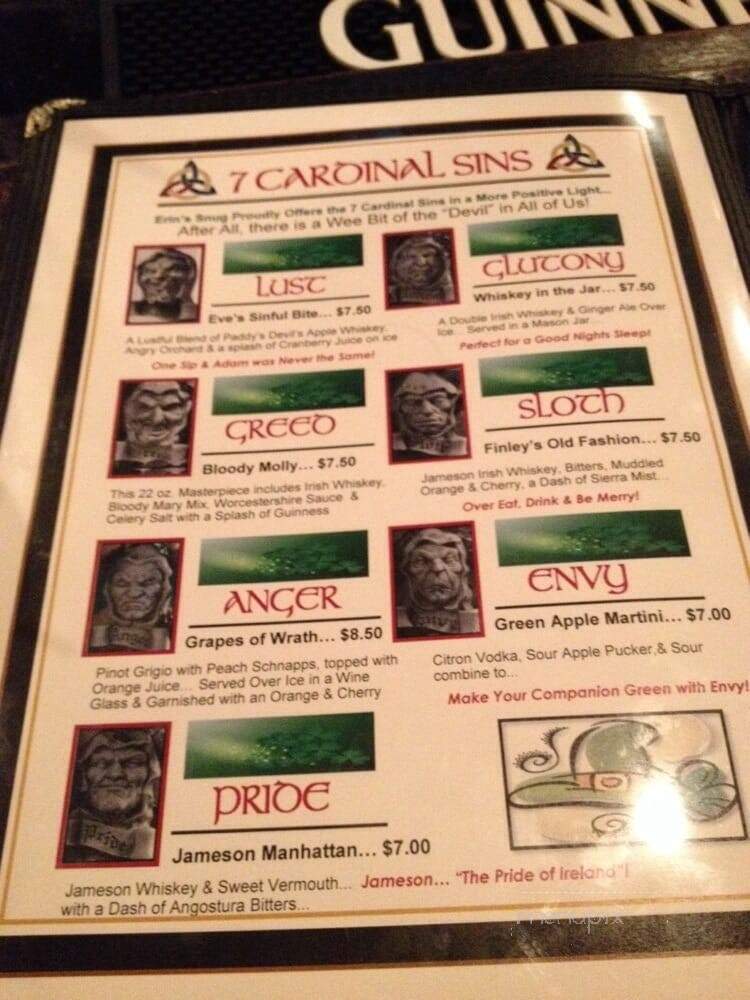 GUINN
7 CARDINAL SINS
Erin's Snug Proudly Offers the 7 Cardinal Sins in a More Positive Light...
After All, there is a Wee Bit of the "Devil" in All of Us!
LUST
Eve's Sinful Bite... $7.50
A Lustful Blend of Paddy's Devil's Apple Whiskey,
Angry Orchard & a splash of Cranberry Juice on ice
One Sip & Adam was Never the Same!
GLUTONY
Whiskey in the Jar... $7.50
A Double Irish Whiskey & Ginger Ale Over
Ice. Served in a Mason Jar
Perfect for a Good Nights Sleep!
GREED
Bloody Molly... $7.50
This 22 oz. Masterpiece includes Irish Whiskey,
Bloody Mary Mix, Worcestershire Sauce &
Celery Salt with a Splash of Guinness
SLOTH
Finley's Old Fashion... $7.50
Jameson Irish Whiskey, Bitters, Muddled
Orange & Cherry, a Dash of Sierra Mist...
Over Eat, Drink & Be Merry!
Anger
ANGER
Grapes of Wrath... $8.50
Pinot Grigio with Peach Schnapps, topped with
Orange Juice... Served Over Ice in a Wine
Glass & Garnished with an Orange & Cherry
Envy
ENVY
Green Apple Martini... $7.00
Citron Vodka, Sour Apple Pucker,& Sour
combine to...
Make Your Companion Green with Envy!
Pride
PRIDE
Jameson Manhattan... $7.00
Jameson Whiskey & Sweet Vermouth... Jameson... "The Pride of Ireland"!
with a Dash of Angostura Bitters...